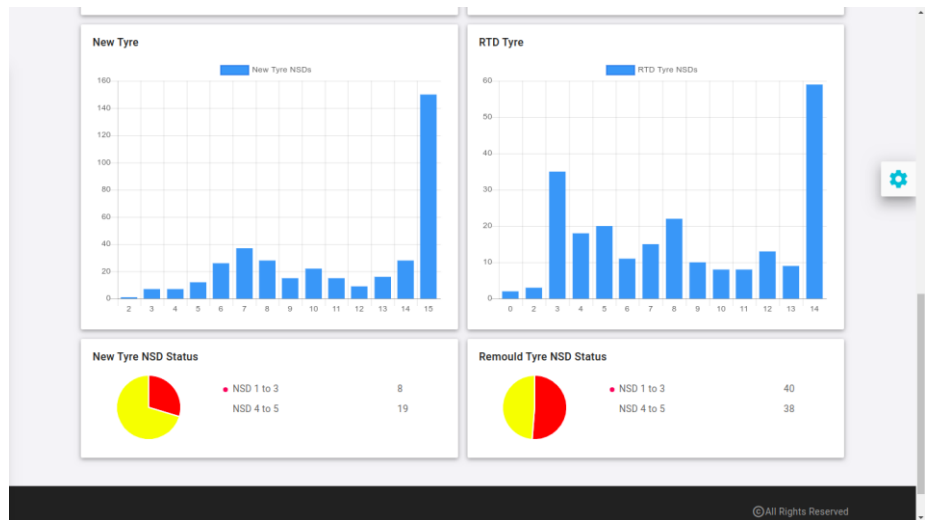 New Tyre
New Tyre NSDs
160
140
120
100
80
60
40
20
0
2 3 4 5 6 7 8 9 10 11 12 13 14 15
RTD Tyre
RTD Tyre NSDs
60
50
40
30
20
10
0
0 2 3 4 5 6 7 8 9 10 11 12 13 14
New Tyre NSD Status
NSD 1 to 3 8
NSD 4 to 5 19
Remould Tyre NSD Status
NSD 1 to 3 40
NSD 4 to 5 38
©All Rights Reserved